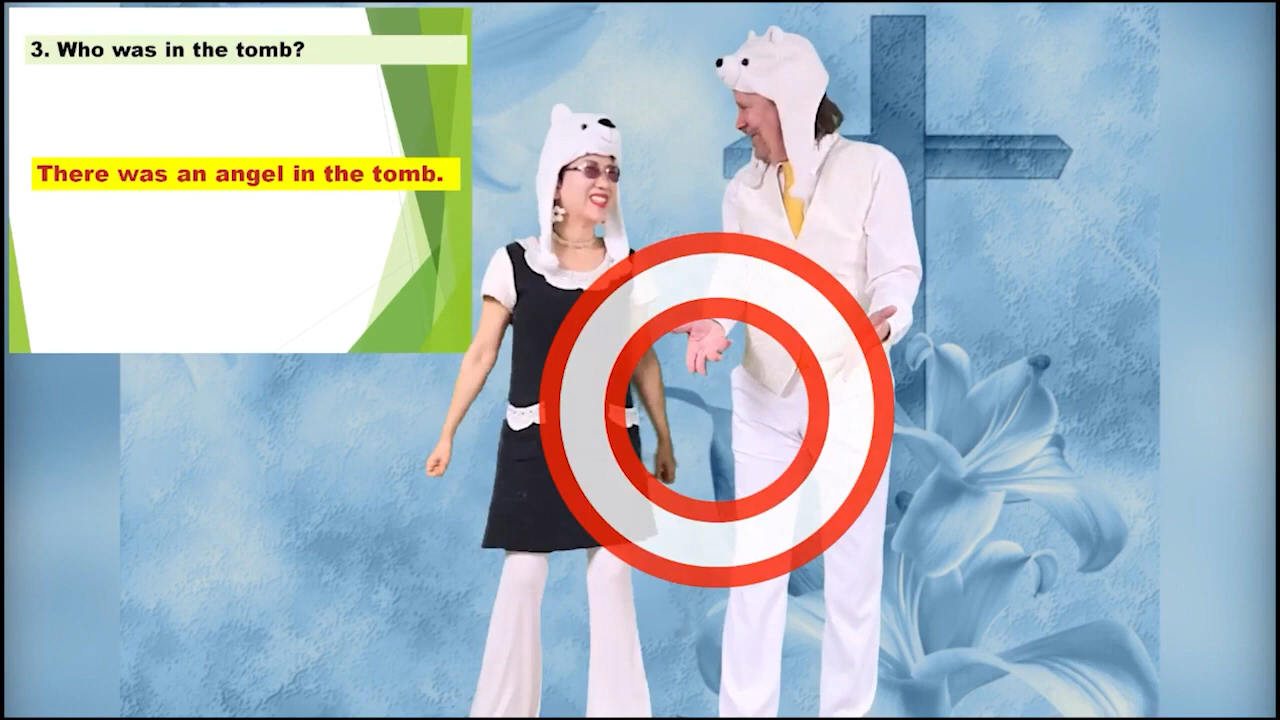 3. Who was in the tomb?
There was an angel in the tomb.